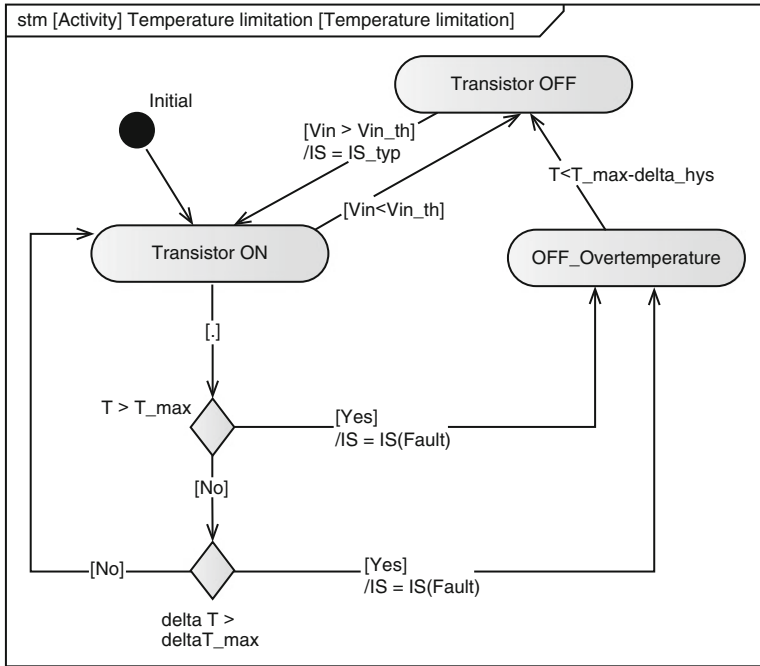 stm [Activity] Temperature limitation [Temperature limitation]
Transistor OFF
Initial
[Vin > Vin_th]
/IS = IS_typ
T<T_max-delta_hys
[Vin<Vin_th]
Transistor ON
OFF_Overtemperature
[.]
T > T_max
[Yes]
/IS = IS(Fault)
[No]
[No]
[Yes]
/IS = IS(Fault)
delta T >
deltaT_max